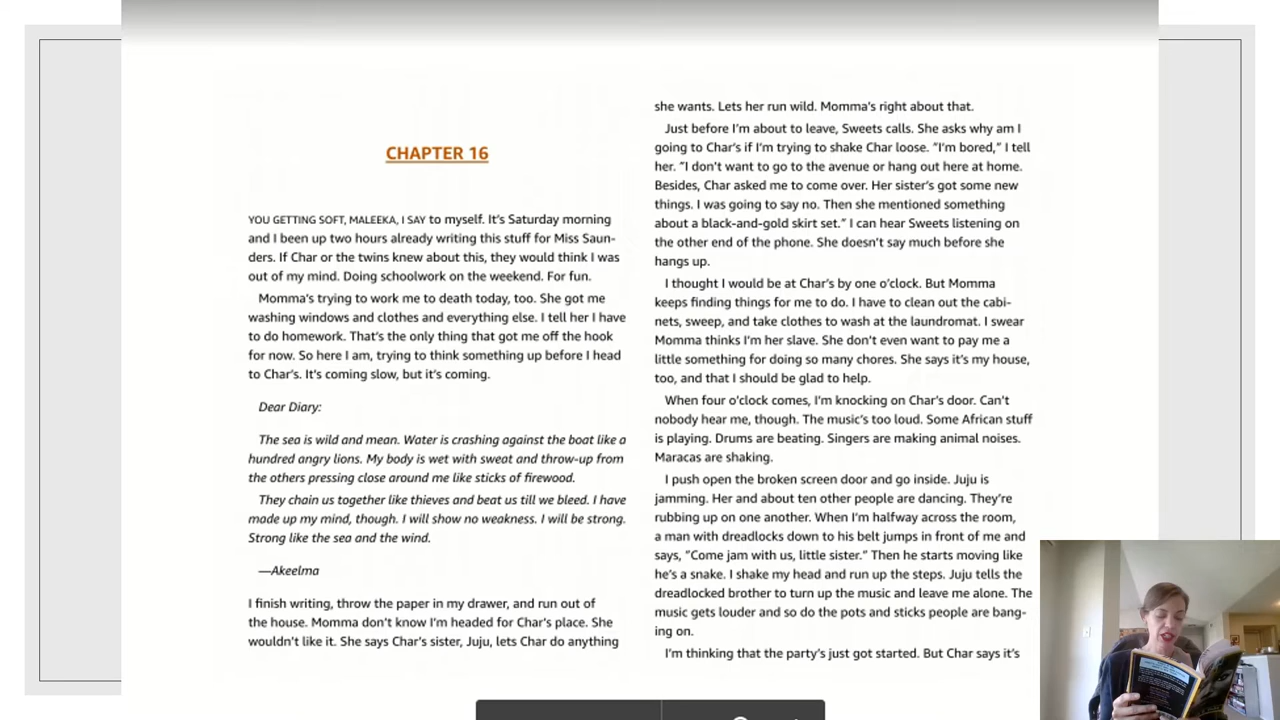 CHAPTER 16
YOU GETTING SOFT, MALEEKA, I SAY to myself. It's Saturday morning
and I been up two hours already writing this stuff for Miss Saun-
ders. If Char or the twins knew about this, they would think I was
out of my mind. Doing schoolwork on the weekend. For fun.
Momma's trying to work me to death today, too. She got me
washing windows and clothes and everything else. I tell her I have
to do homework. That's the only thing that got me off the hook
for now. So here I am, trying to think something up before I head
to Char's. It's coming slow, but it's coming.
Dear Diary:
The sea is wild and mean. Water is crashing against the boat like a
hundred angry lions. My body is wet with sweat and throw-up from
the others pressing close around me like sticks of firewood.
They chain us together like thieves and beat us till we bleed. I have
made up my mind, though. I will show no weakness. I will be strong.
Strong like the sea and the wind.
—Akeelma
I finish writing, throw the paper in my drawer, and run out of
the house. Momma don't know I'm headed for Char's place. She
wouldn't like it. She says Char's sister, Juju, lets Char do anything
she wants. Lets her run wild. Momma's right about that.
Just before I'm about to leave, Sweets calls. She asks why am I
going to Char's if I'm trying to shake Char loose. "I'm bored," I tell
her. "I don't want to go to the avenue or hang out here at home.
Besides, Char asked me to come over. Her sister's got some new
things. I was going to say no. Then she mentioned something
about a black-and-gold skirt set." I can hear Sweets listening on
the other end of the phone. She doesn't say much before she
hangs up.
I thought I would be at Char's by one o'clock. But Momma
keeps finding things for me to do. I have to clean out the cabi-
nets, sweep, and take clothes to wash at the laundromat. I swear
Momma thinks I'm her slave. She don't even want to pay me a
little something for doing so many chores. She says it's my house,
too, and that I should be glad to help.
When four o'clock comes, I'm knocking on Char's door. Can't
nobody hear me, though. The music's too loud. Some African stuff
is playing. Drums are beating. Singers are making animal noises.
Maracas are shaking.
I push open the broken screen door and go inside. Juju is
jamming. Her and about ten other people are dancing. They're
rubbing up on one another. When I'm halfway across the room,
a man with dreadlocks down to his belt jumps in front of me and
says, "Come jam with us, little sister." Then he starts moving like
he's a snake. I shake my head and run up the steps. Juju tells the
dreadlocked brother to turn up the music and leave me alone. The
music gets louder and so do the pots and sticks people are bang-
ing on.
I'm thinking that the party's just got started. But Char says it's